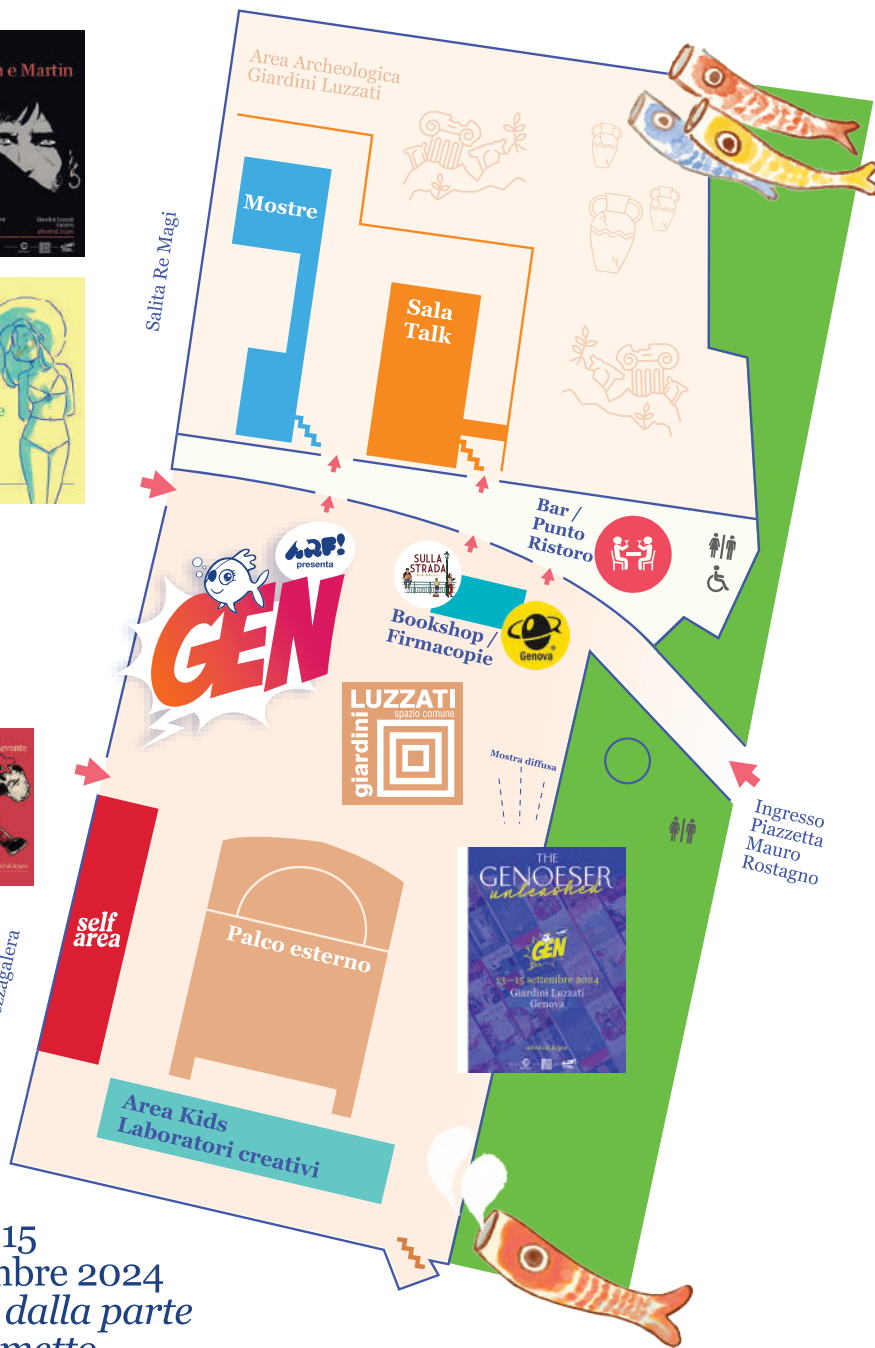 e Martin
Area Archeologica
Giardini Luzzati
Mostre
Salita Re Magi
Sala
Talk
Bar /
Punto
Ristoro
ARF!
presenta
GEN
SULLA
STRADA
Bookshop /
Firmacopie
Genova
giardini
LUZZATI
spazio comune
Mostra diffusa
Ingresso
Piazzetta
Mauro
Rostagno
self
area
Palco esterno
THE
GENOESER
unleashed
GEN
13—15 settembre 2024
Giardini Luzzati
Genova
Area Kids
Laboratori creativi
15
mbre 2024
dalla parte